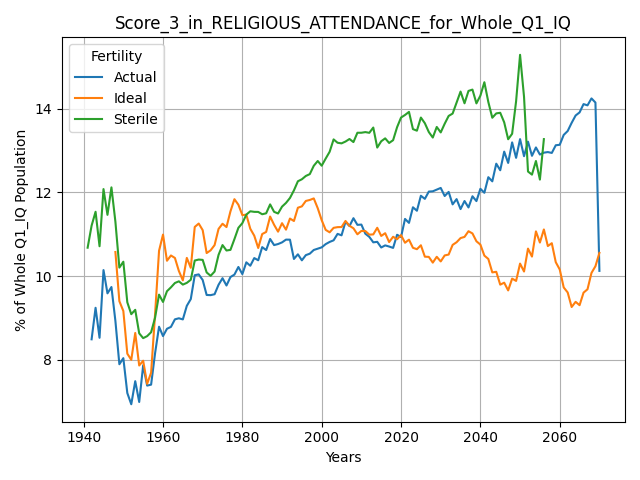 Score_3_in_RELIGIOUS_ATTENDANCE_for_Whole_Q1_IQ
Fertility
Actual
Ideal
Sterile
% of Whole Q1_IQ Population
14
12
10
8
1940 1960 1980 2000 2020 2040 2060
Years